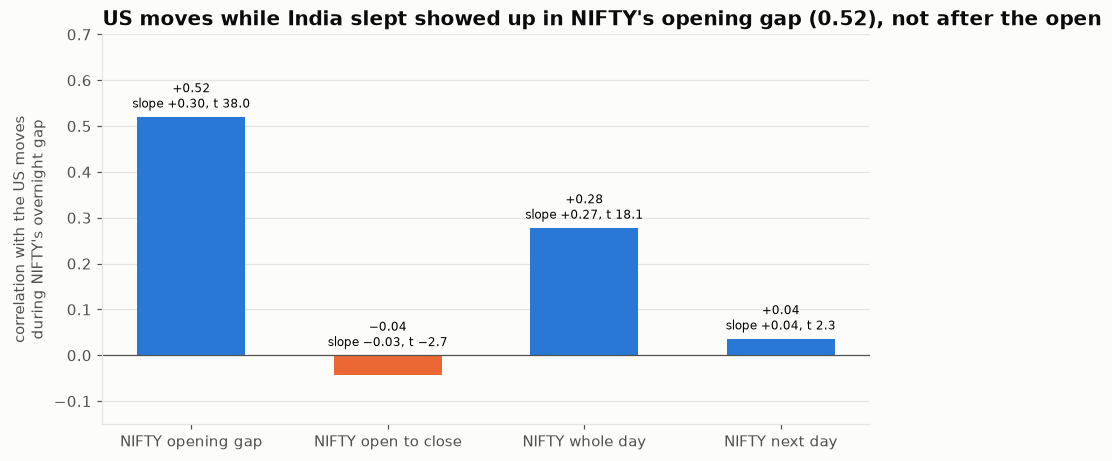 US moves while India slept showed up in NIFTY's opening gap (0.52), not after the open
correlation with the US moves
during NIFTY's overnight gap
0.7
0.6
0.5
0.4
0.3
0.2
0.1
0.0
−0.1
+0.52
slope +0.30, t 38.0
−0.04
slope −0.03, t −2.7
+0.28
slope +0.27, t 18.1
+0.04
slope +0.04, t 2.3
NIFTY opening gap
NIFTY open to close
NIFTY whole day
NIFTY next day